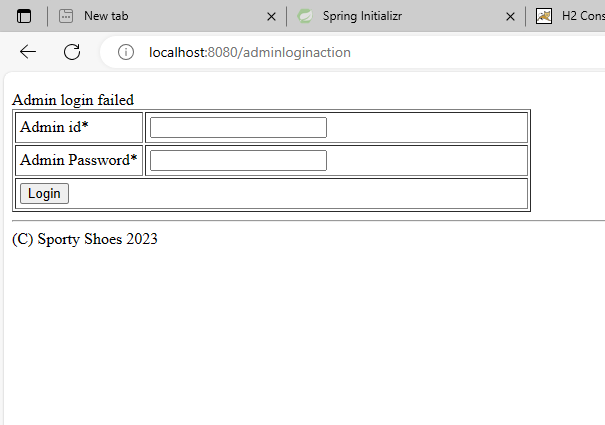 New tab
Spring Initializr
H2 Cons
localhost:8080/adminloginaction
Admin login failed
Admin id*
Admin Password*
Login
(C) Sporty Shoes 2023